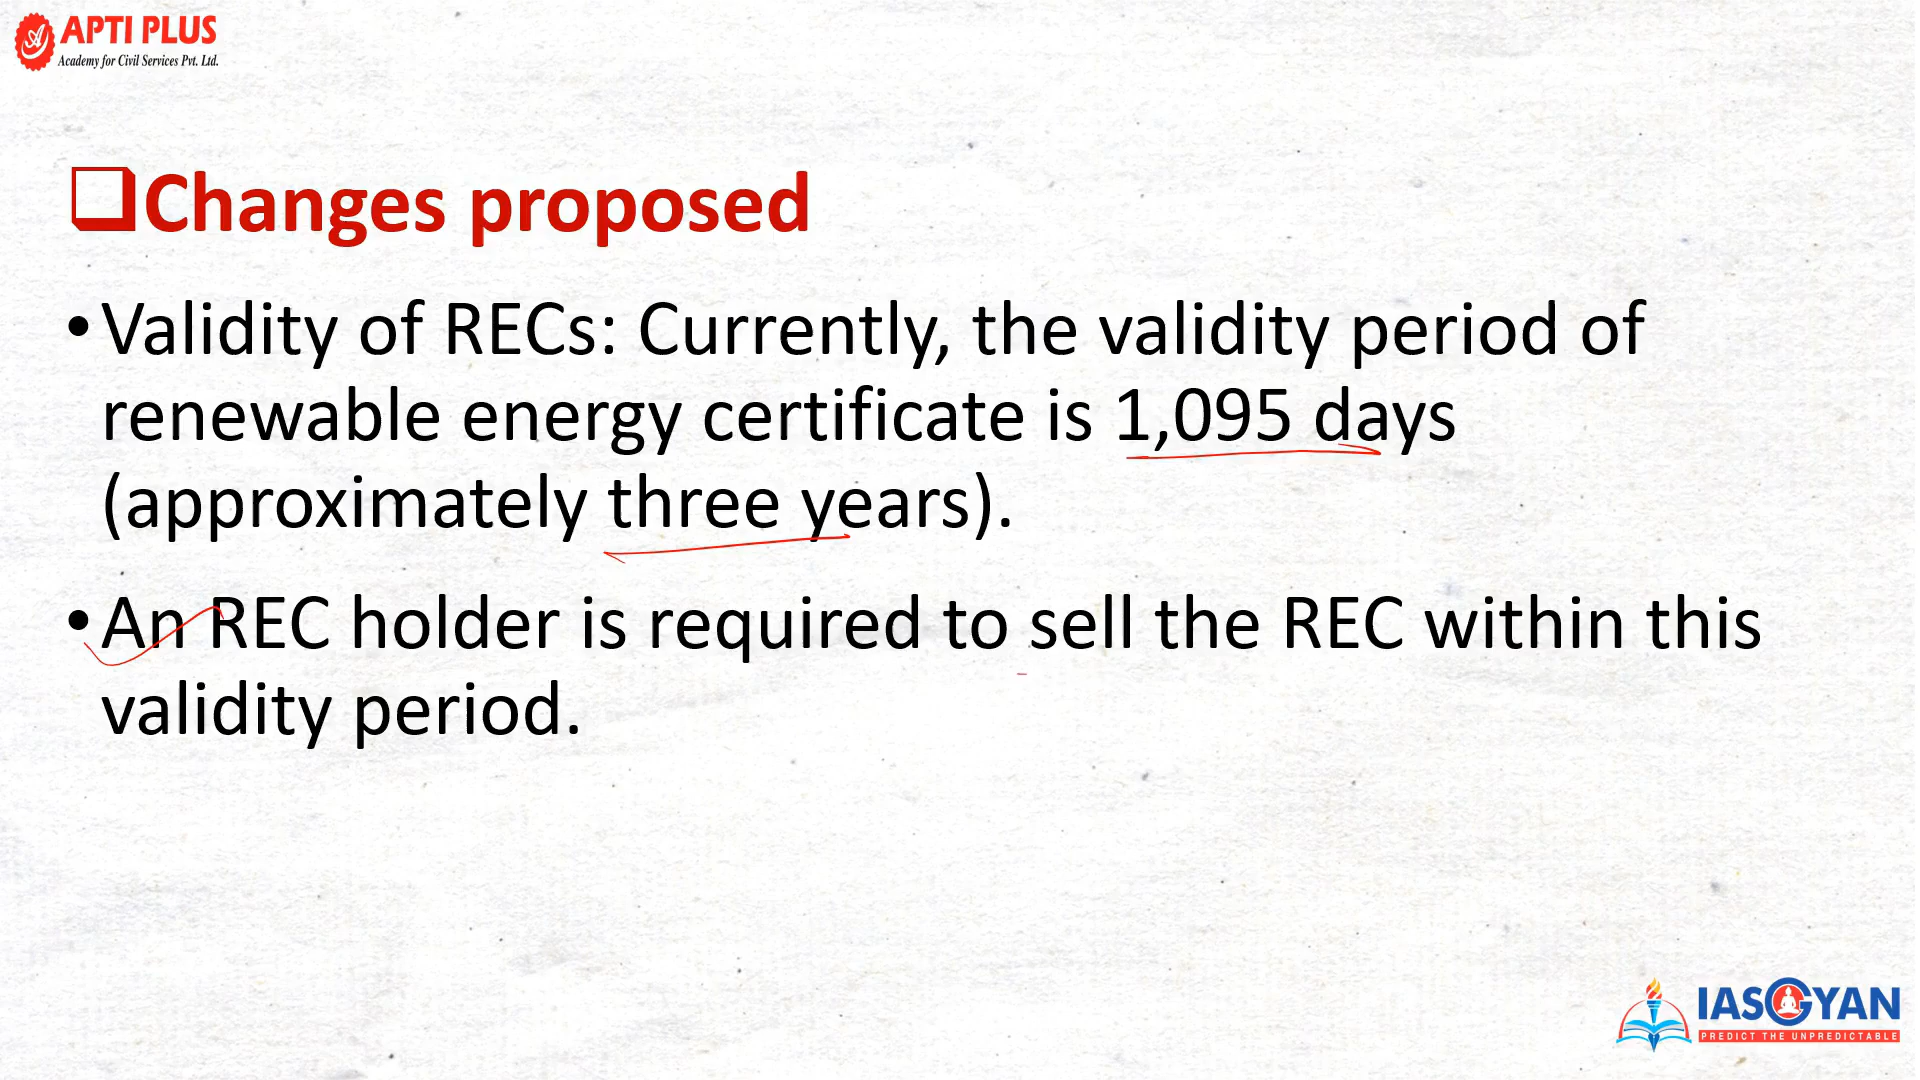 APTI PLUS
Academy for Civil Services Pvt. Ltd.
Changes proposed
• Validity of RECs: Currently, the validity period of
renewable energy certificate is 1,095 days
(approximately three years).
• An REC holder is required to sell the REC within this
validity period.
IASGYAN
PREDICT THE UNPREDICTABLE